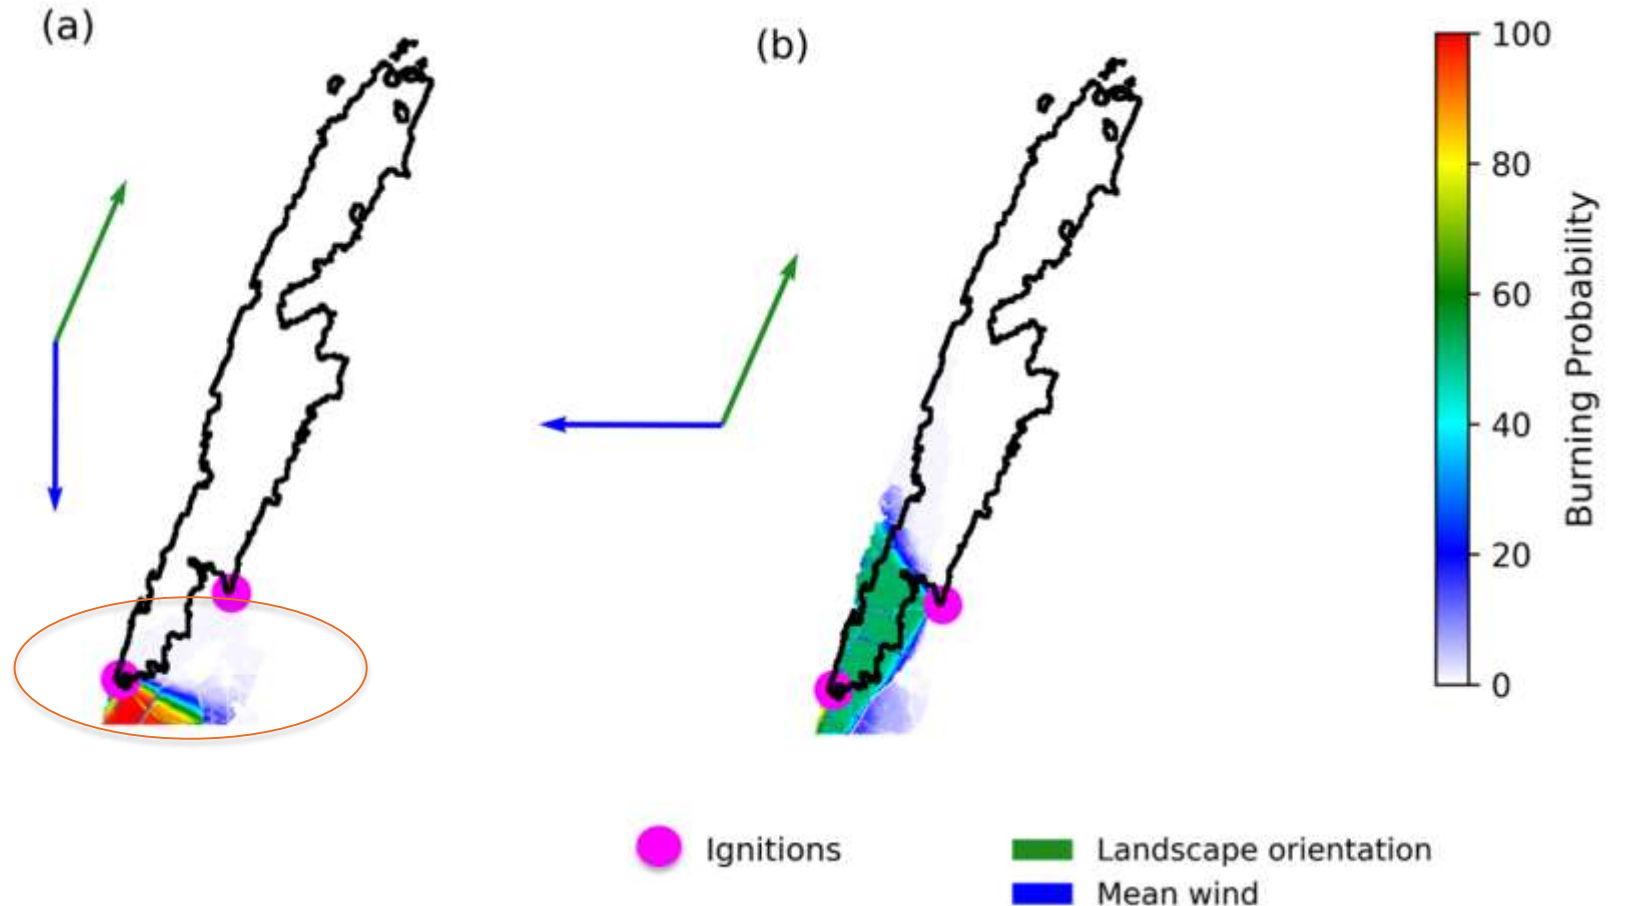 (a)
(b)
100
80
60
40
20
0
Burning Probability
Ignitions
Landscape orientation
Mean wind